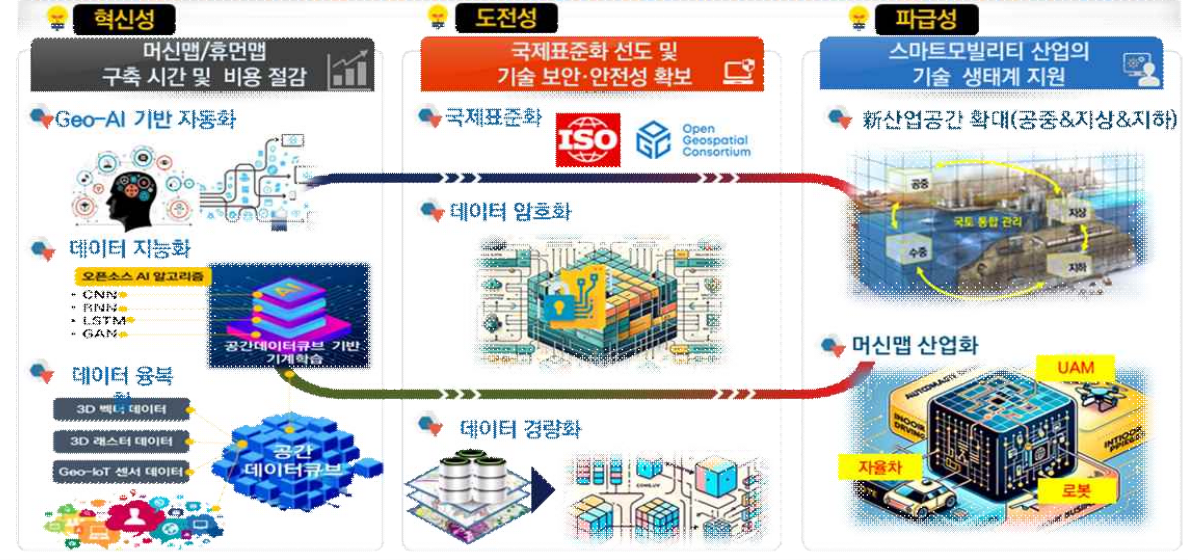 혁신성
머신맵/휴먼맵
구축 시간 및 비용 절감
Geo-AI 기반 자동화
데이터 지능화
오픈소스 AI 알고리즘
• CNN
• RNN
• LSTM
• GAN
AI
공간데이터큐브 기반
기계학습
데이터 융복
화
3D 벡터 데이터
3D 래스터 데이터
Geo-IoT 센서 데이터
공간
데이터큐브
도전성
국제표준화 선도 및
기술 보안·안전성 확보
국제표준화
ISO
Open
Geospatial
Consortium
데이터 암호화
데이터 경량화
파급성
스마트모빌리티 산업의
기술 생태계 지원
新산업공간 확대(공중&지상&지하)
공중
국토 통합 관리
지상
수중
지하
머신맵 산업화
UAM
자율차
로봇